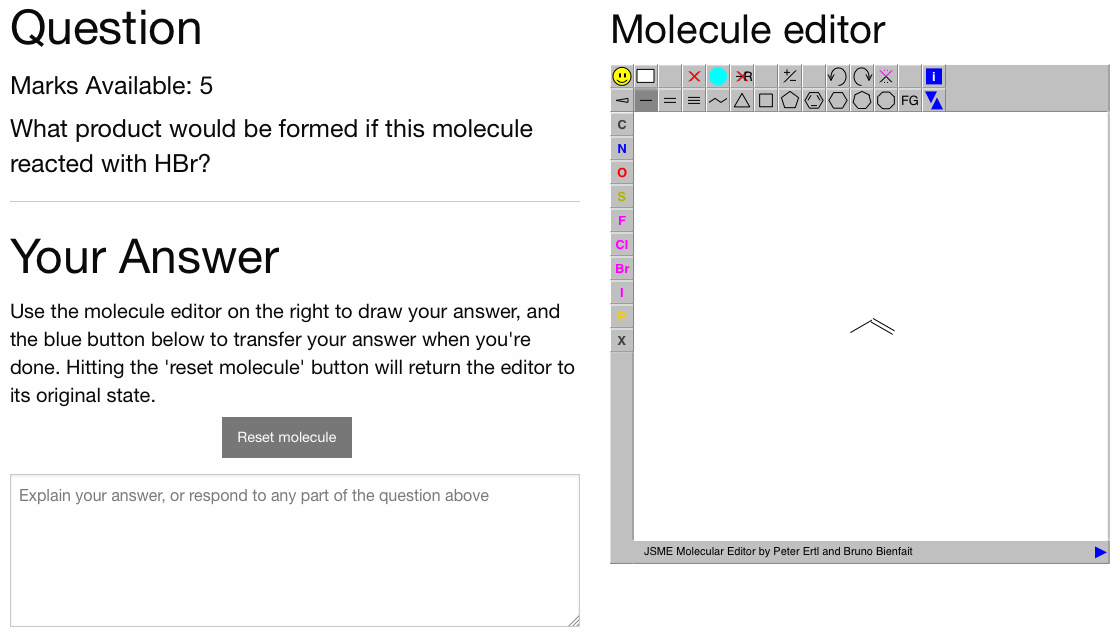 Question
Marks Available: 5
What product would be formed if this molecule
reacted with HBr?
Your Answer
Use the molecule editor on the right to draw your answer, and
the blue button below to transfer your answer when you're
done. Hitting the 'reset molecule' button will return the editor to
its original state.
Reset molecule
Explain your answer, or respond to any part of the question above
Molecule editor
R
i
FG
C
N
O
S
F
Cl
Br
I
P
X
JSME Molecular Editor by Peter Ertl and Bruno Bienfait